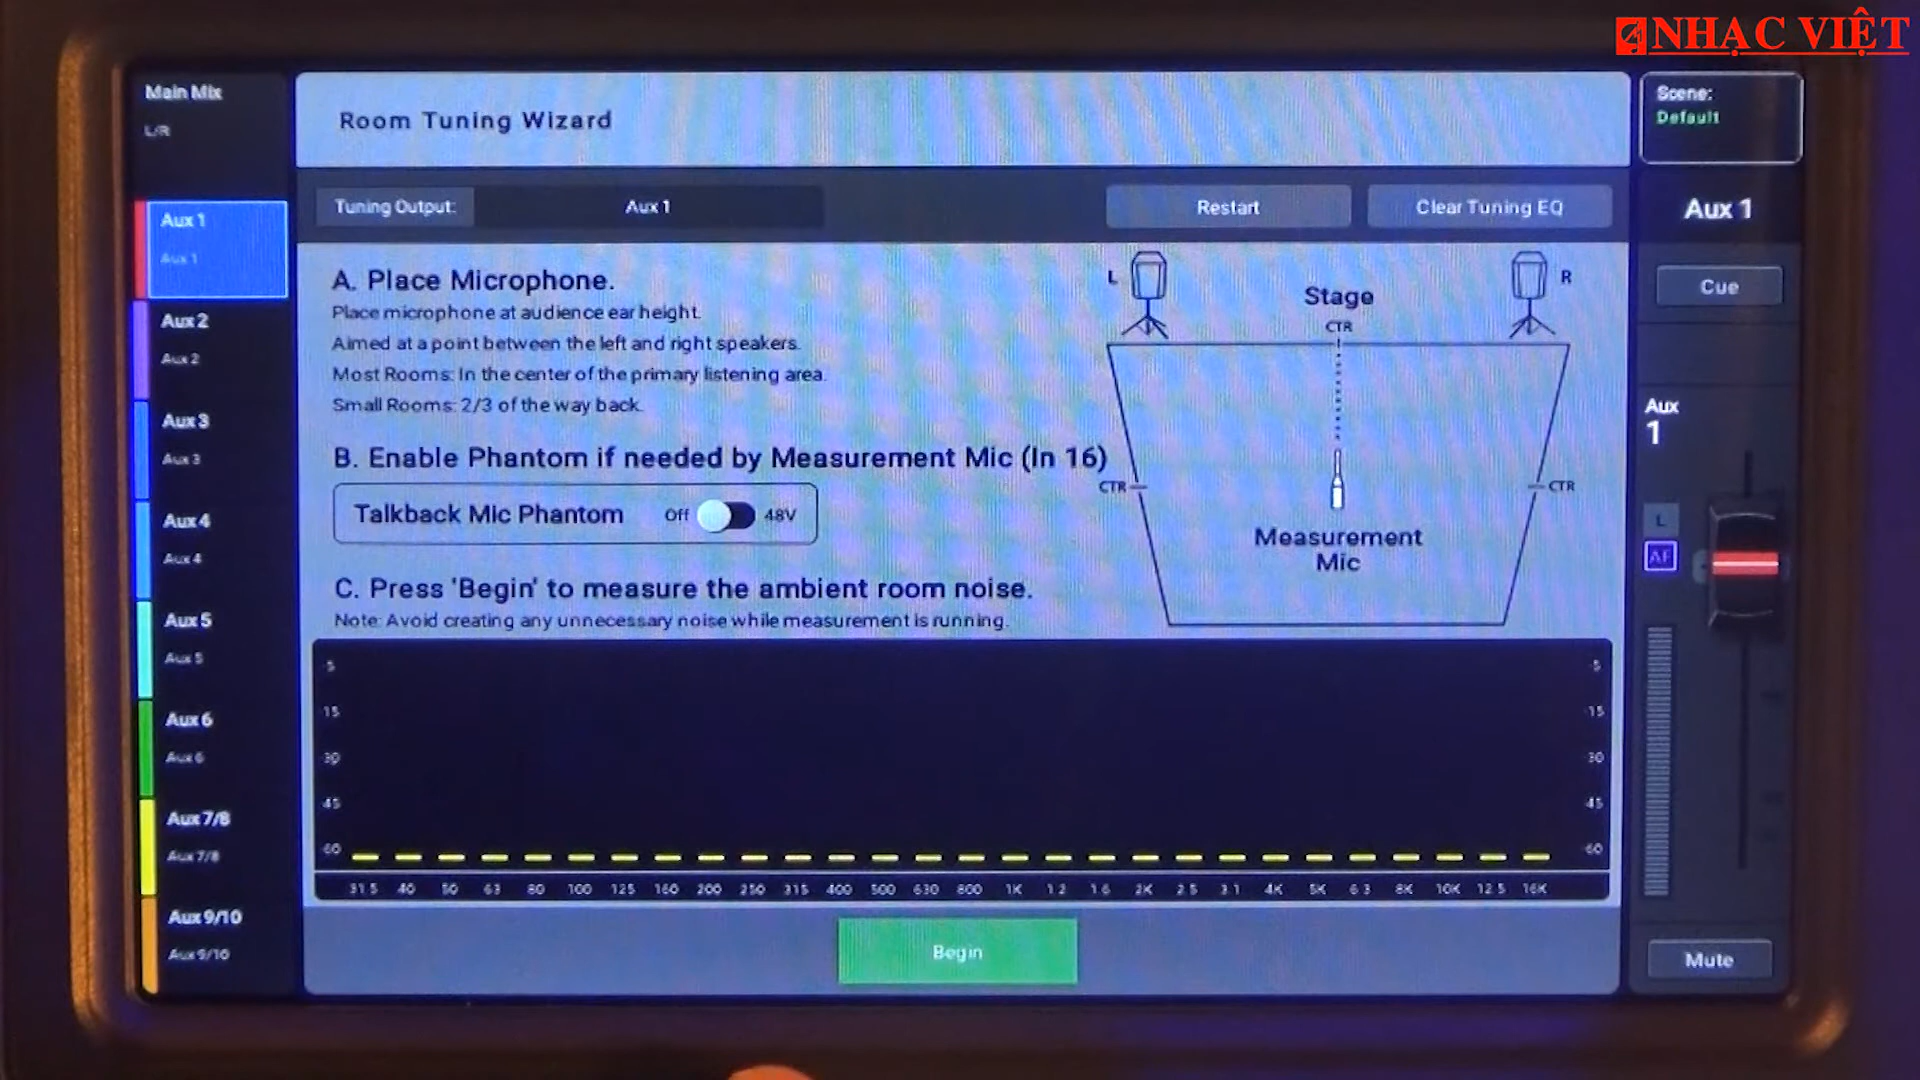 NHẠC VIỆT
Main Mix
L/R
Room Tuning Wizard
Scene:
Default
Aux 1
Aux 1
Tuning Output:
Aux 1
Restart
Clear Tuning EQ
Aux 1
Cue
A. Place Microphone.
Place microphone at audience ear height.
Aimed at a point between the left and right speakers.
Most Rooms: In the center of the primary listening area.
Small Rooms: 2/3 of the way back.
L
R
Stage
CTR
CTR
CTR
Measurement
Mic
B. Enable Phantom if needed by Measurement Mic (In 16)
Talkback Mic Phantom
Off
48V
C. Press 'Begin' to measure the ambient room noise.
Note: Avoid creating any unnecessary noise while measurement is running.
Aux 2
Aux 2
Aux 3
Aux 3
Aux 4
Aux 4
Aux 5
Aux 5
Aux 6
Aux 6
Aux 7/8
Aux 7/8
Aux 9/10
Aux 9/10
-5 -5
-15 -15
-30 -30
-45 -45
-60 -60
31.5 40 50 63 80 100 125 160 200 250 315 400 500 630 800 1K 1.2 1.6 2K 2.5 3.1 4K 5K 6.3 8K 10K 12.5 16K
Begin
Aux
1
L
AF
Mute